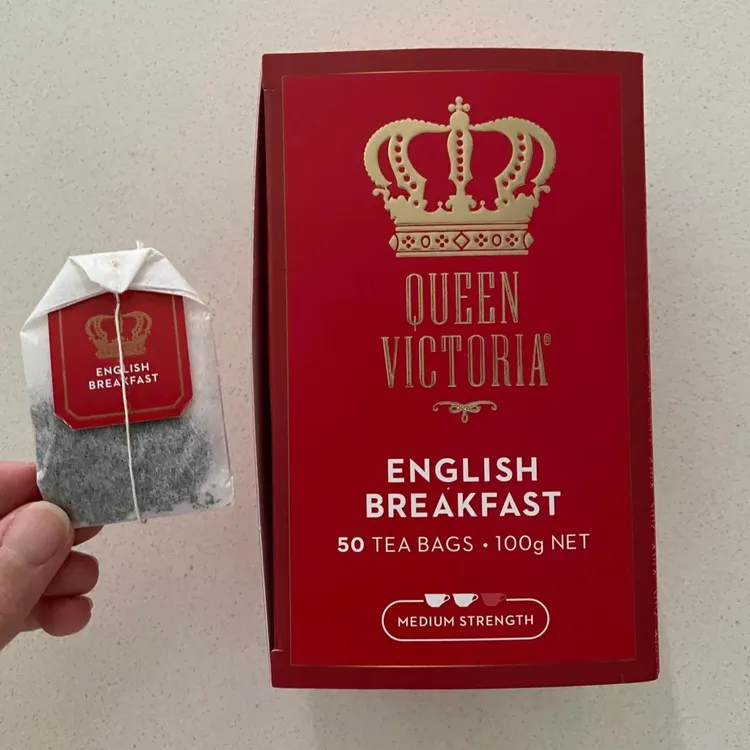 ENGLISH
BREAKFAST
QUEEN
VICTORIA®
ENGLISH
BREAKFAST
50 TEA BAGS • 100g NET
MEDIUM STRENGTH